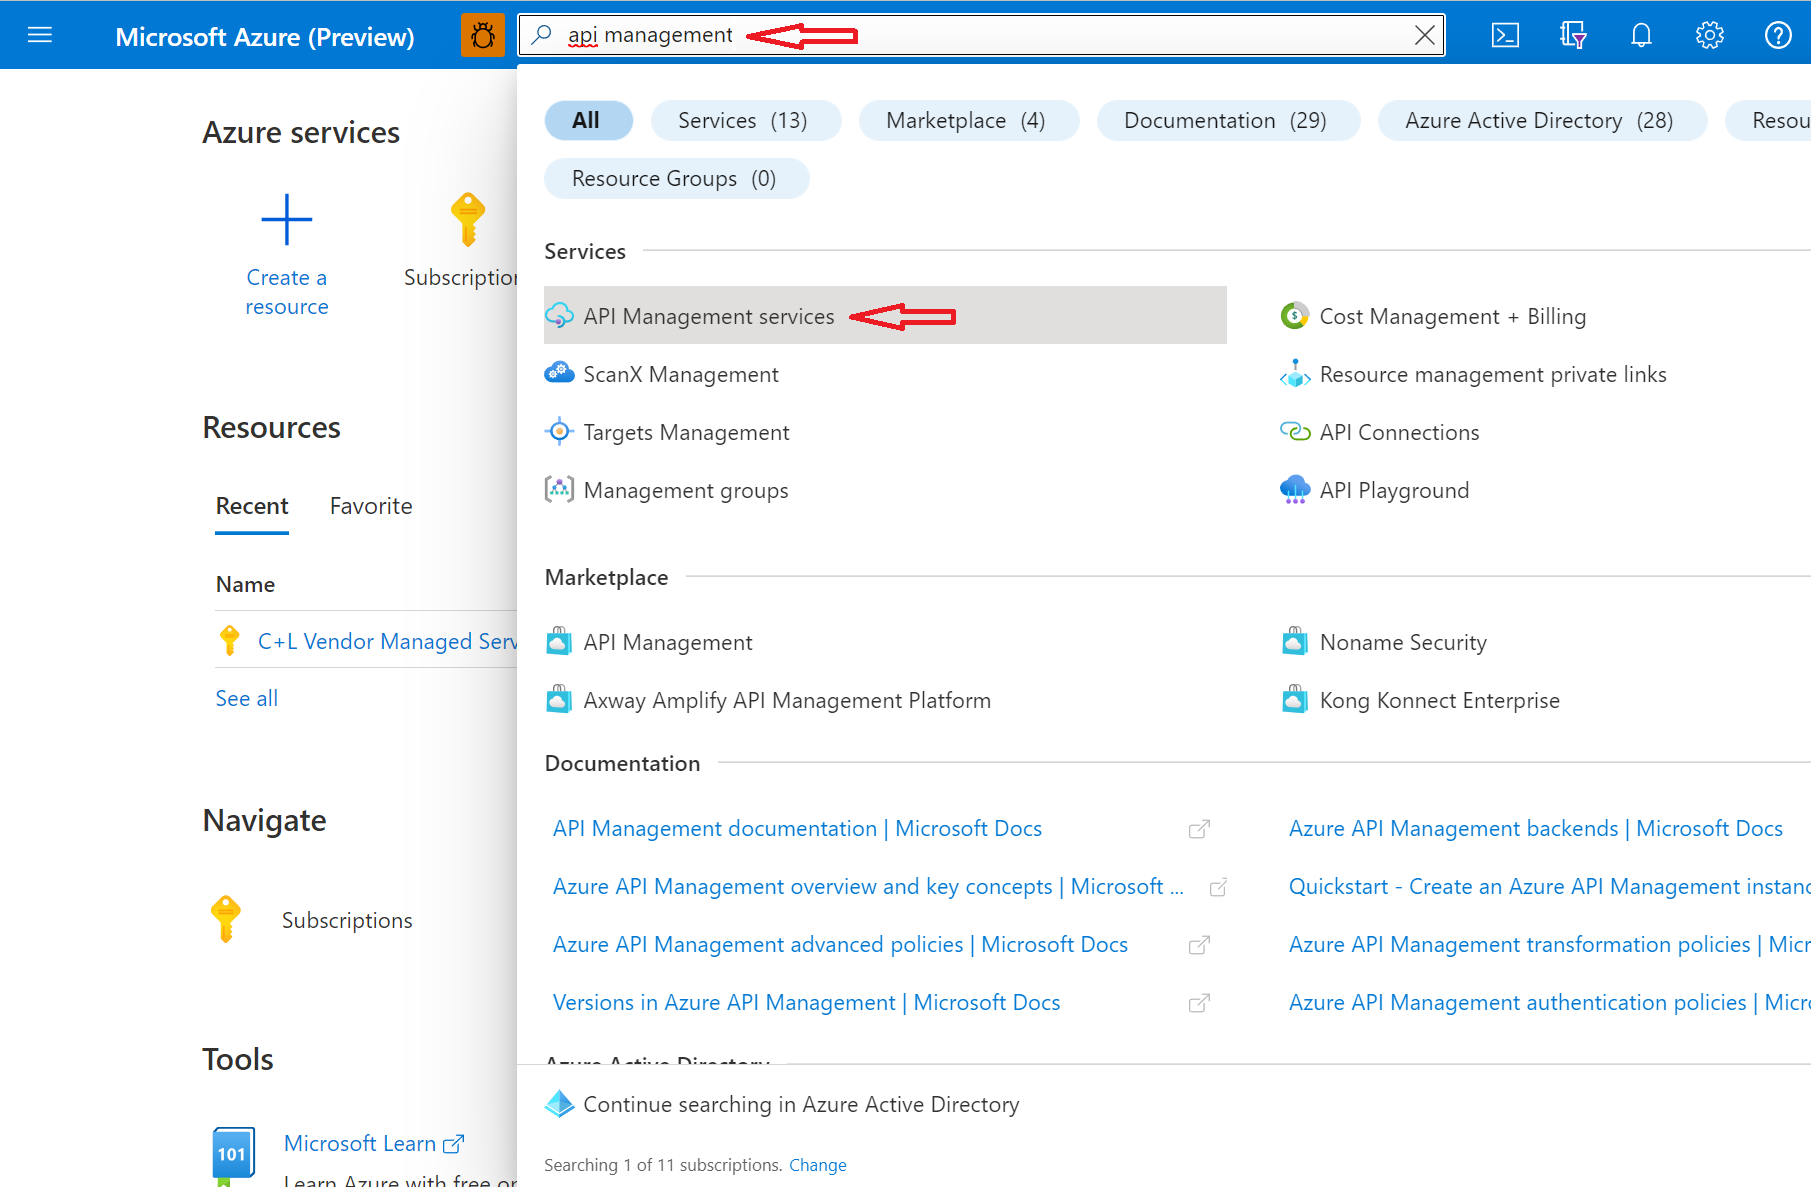 Microsoft Azure (Preview)
api management
Azure services
Create a
resource
Subscription
Resources
Recent Favorite
Name
C+L Vendor Managed Serv
See all
Navigate
Subscriptions
Tools
101
Microsoft Learn
Learn Azure with free on
All Services (13) Marketplace (4) Documentation (29) Azure Active Directory (28) Resou
Resource Groups (0)
Services
API Management services Cost Management + Billing
ScanX Management Resource management private links
Targets Management API Connections
Management groups API Playground
Marketplace
API Management Noname Security
Axway Amplify API Management Platform Kong Konnect Enterprise
Documentation
API Management documentation | Microsoft Docs Azure API Management backends | Microsoft Docs
Azure API Management overview and key concepts | Microsoft ... Quickstart - Create an Azure API Management instanc
Azure API Management advanced policies | Microsoft Docs Azure API Management transformation policies | Micr
Versions in Azure API Management | Microsoft Docs Azure API Management authentication policies | Micro
Azure Active Directory
Continue searching in Azure Active Directory
Searching 1 of 11 subscriptions. Change